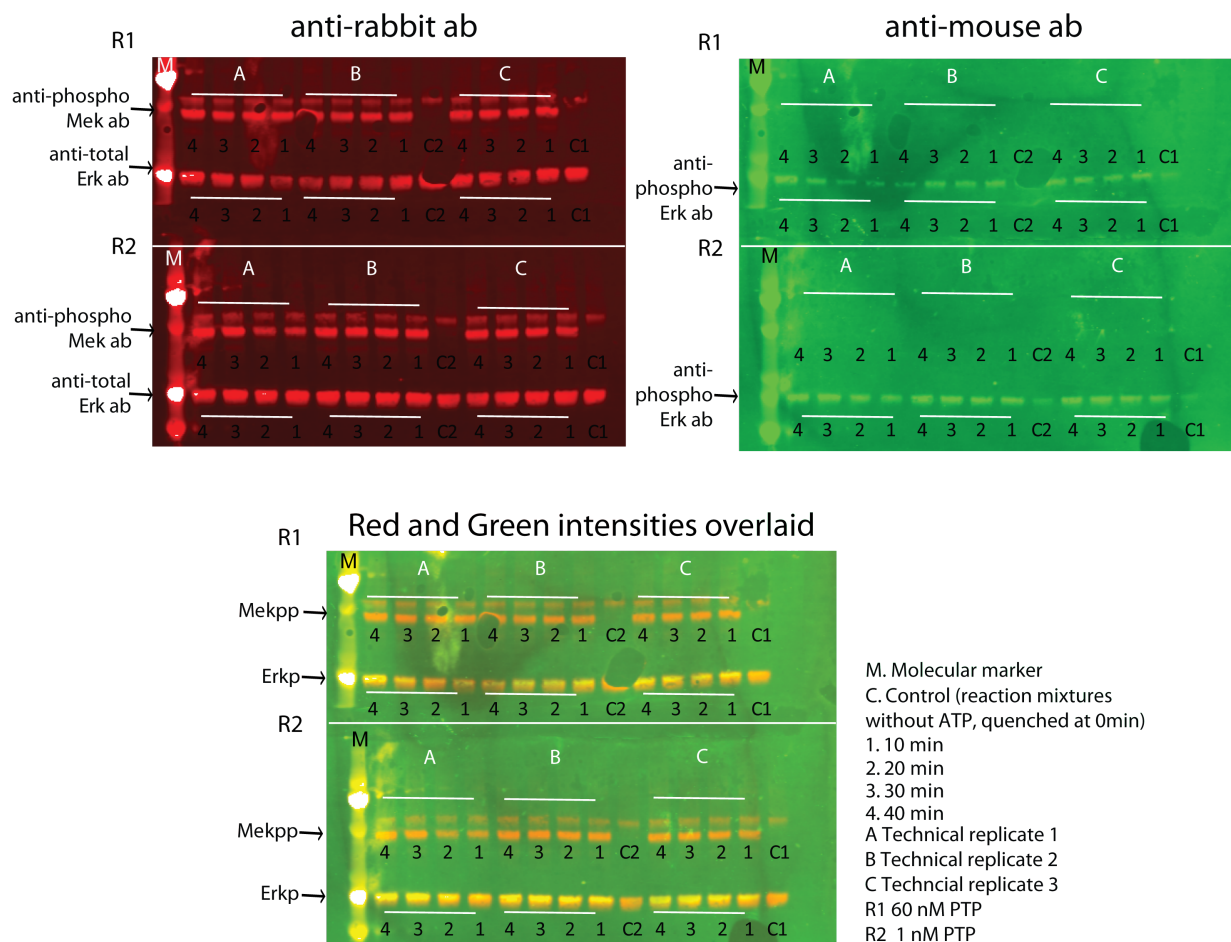 anti-rabbit ab
R1
M
A
B
C
anti-phospho
Mek ab
4 3 2 1 4 3 2 1 C2 4 3 2 1 C1
anti-total
Erk ab
4 3 2 1 4 3 2 1 C2 4 3 2 1 C1
R2
M
A
B
C
anti-phospho
Mek ab
4 3 2 1 4 3 2 1 C2 4 3 2 1 C1
anti-total
Erk ab
4 3 2 1 4 3 2 1 C2 4 3 2 1 C1
anti-mouse ab
R1
M
A
B
C
4 3 2 1 4 3 2 1 C2 4 3 2 1 C1
anti-
phospho
Erk ab
4 3 2 1 4 3 2 1 C2 4 3 2 1 C1
R2
M
A
B
C
4 3 2 1 4 3 2 1 C2 4 3 2 1 C1
anti-
phospho
Erk ab
4 3 2 1 4 3 2 1 C2 4 3 2 1 C1
Red and Green intensities overlaid
R1
M
A
B
C
Mekpp
4 3 2 1 4 3 2 1 C2 4 3 2 1 C1
Erkp
4 3 2 1 4 3 2 1 C2 4 3 2 1 C1
R2
M
A
B
C
Mekpp
4 3 2 1 4 3 2 1 C2 4 3 2 1 C1
Erkp
4 3 2 1 4 3 2 1 C2 4 3 2 1 C1
M. Molecular marker
C. Control (reaction mixtures
without ATP, quenched at 0min)
1. 10 min
2. 20 min
3. 30 min
4. 40 min
A Technical replicate 1
B Technical replicate 2
C Techncial replicate 3
R1 60 nM PTP
R2 1 nM PTP